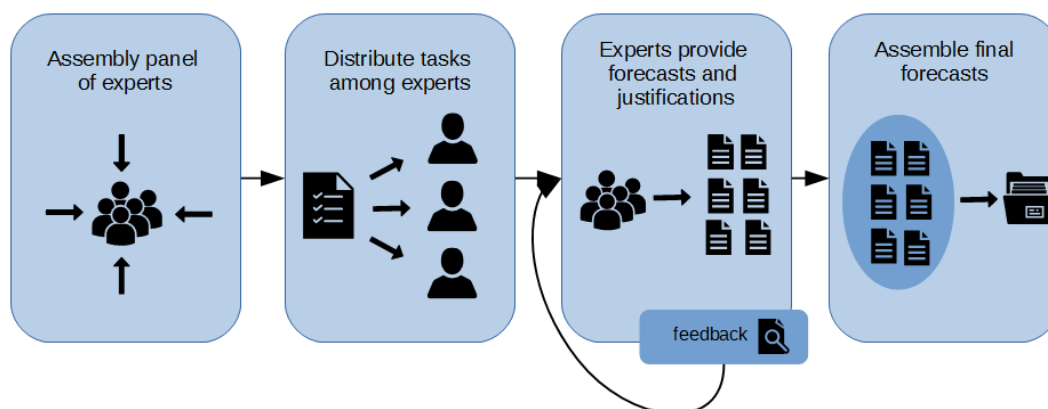 Assembly panel
of experts
Distribute tasks
among experts
Experts provide
forecasts and
justifications
Assemble final
forecasts
feedback